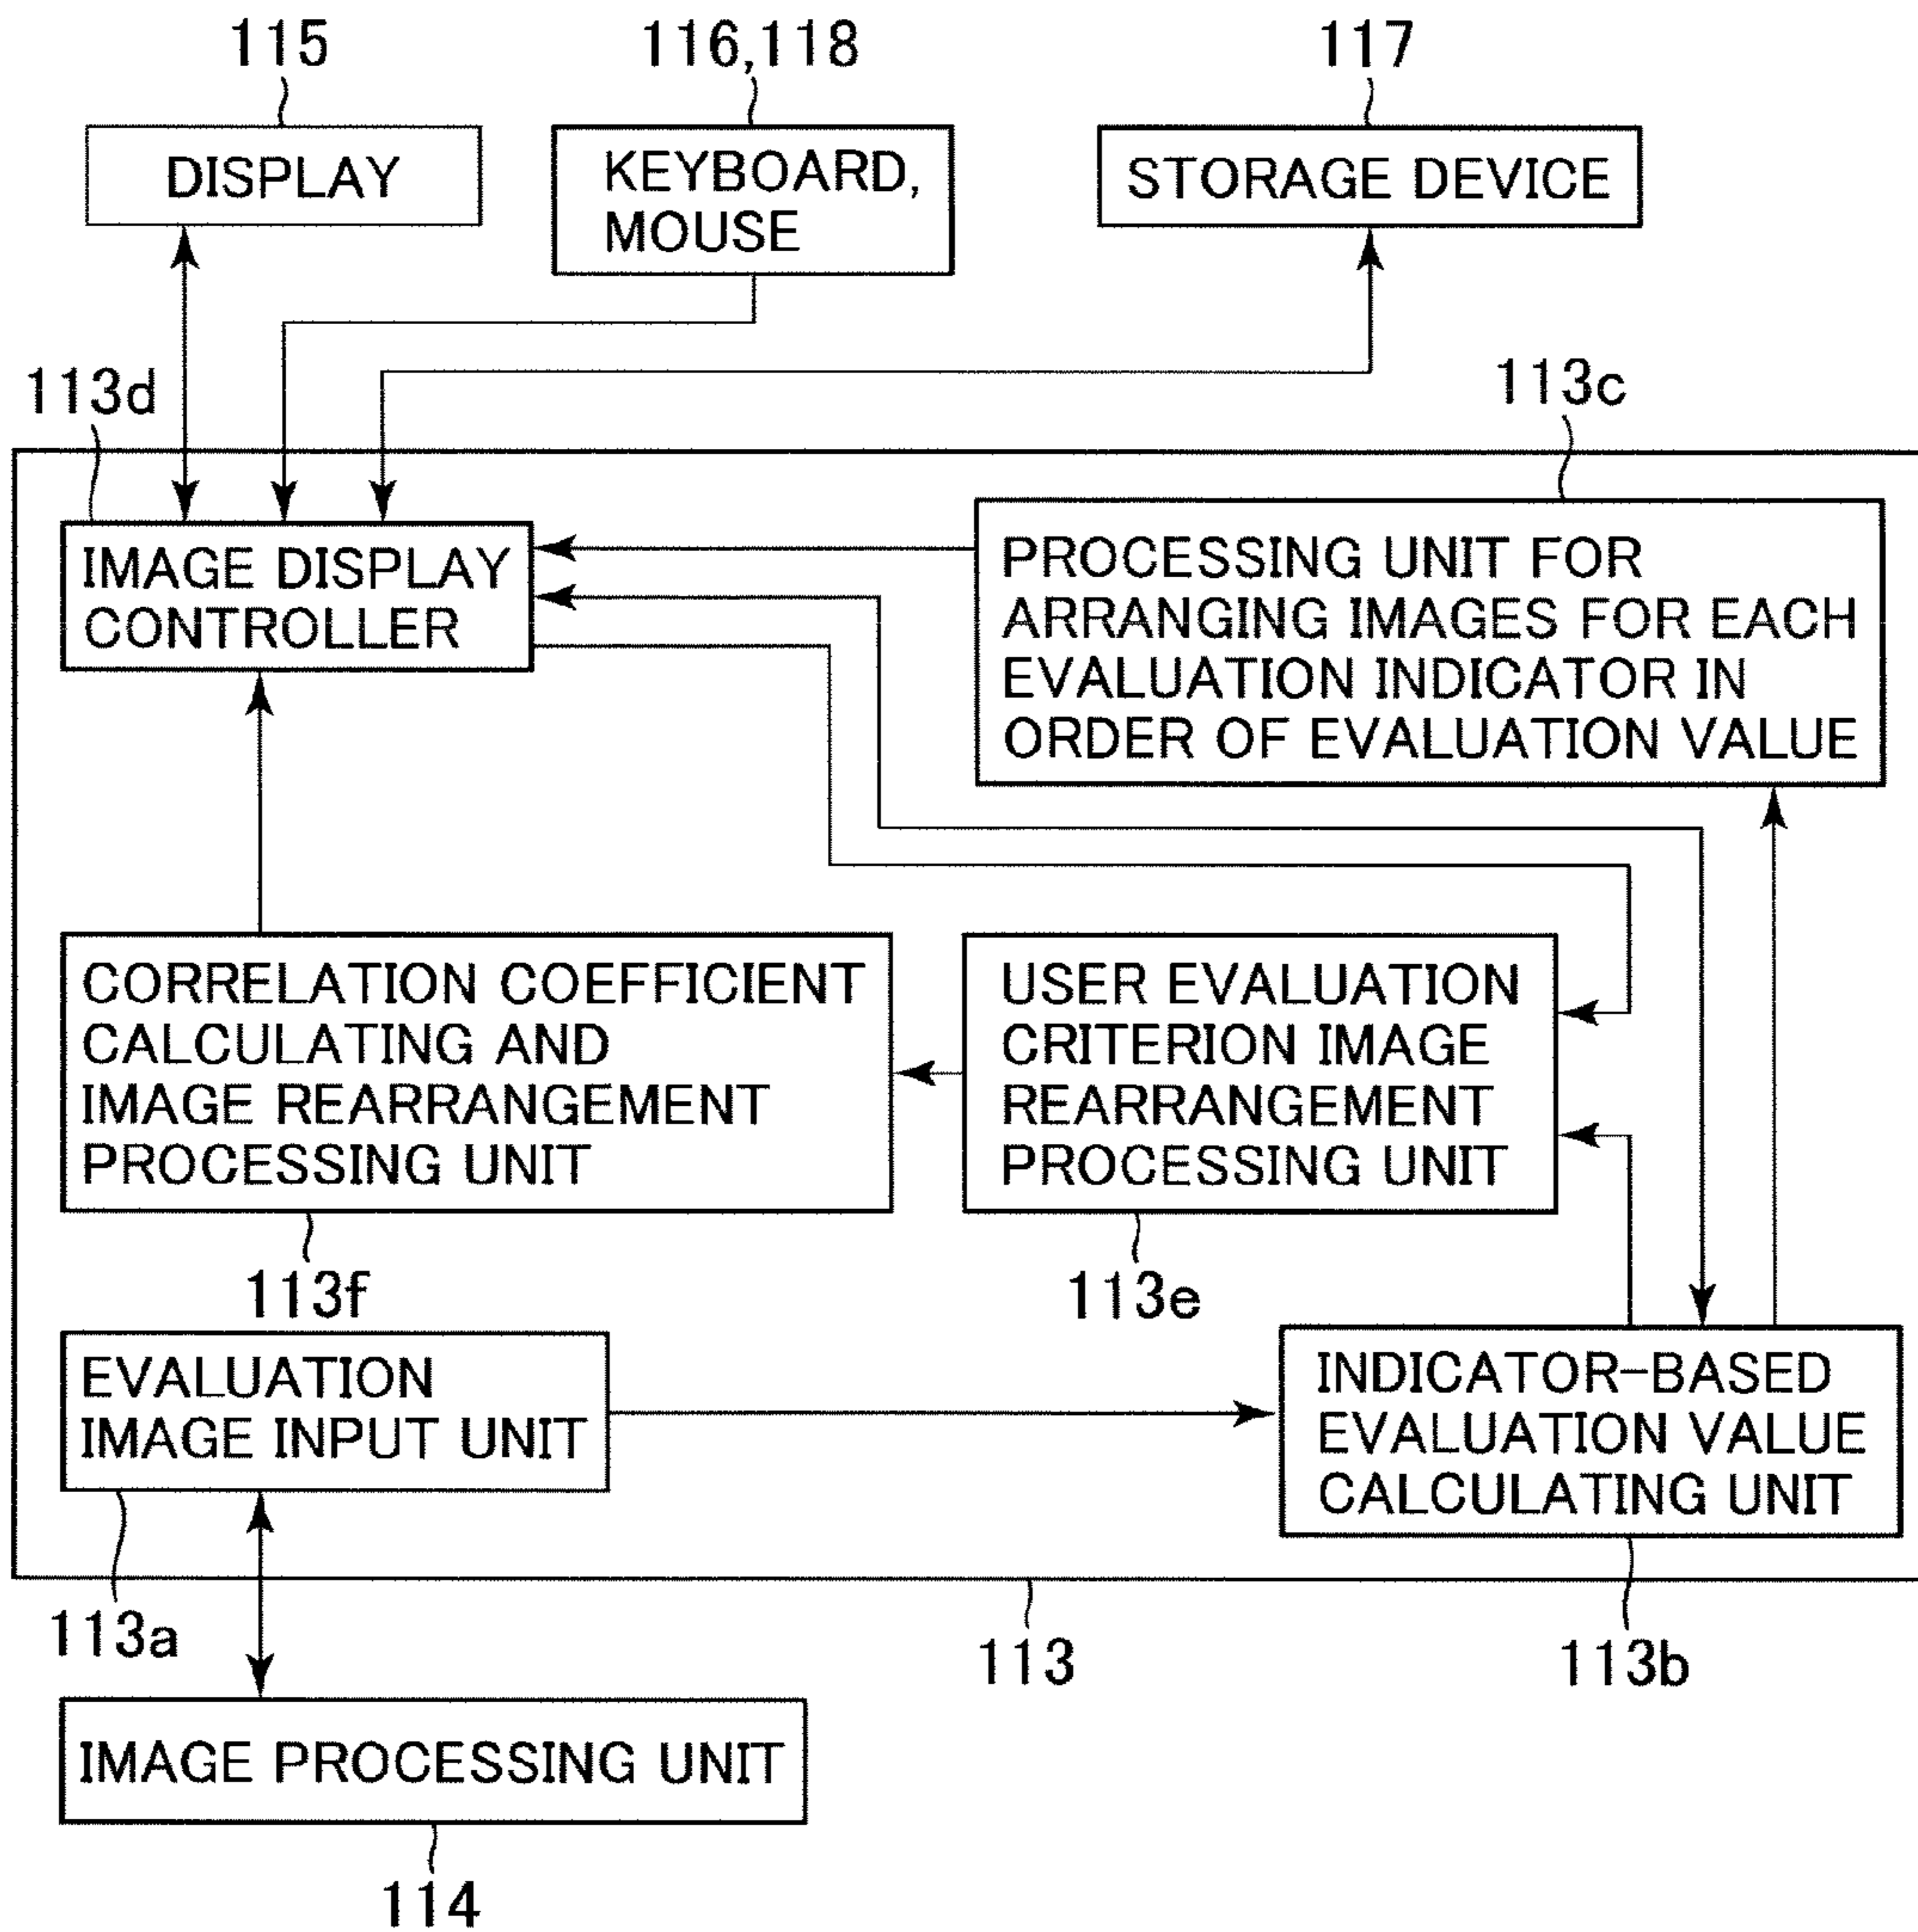 115
116,118
117
DISPLAY
KEYBOARD,
MOUSE
STORAGE DEVICE
113d
113c
IMAGE DISPLAY
CONTROLLER
PROCESSING UNIT FOR
ARRANGING IMAGES FOR EACH
EVALUATION INDICATOR IN
ORDER OF EVALUATION VALUE
CORRELATION COEFFICIENT
CALCULATING AND
IMAGE REARRANGEMENT
PROCESSING UNIT
USER EVALUATION
CRITERION IMAGE
REARRANGEMENT
PROCESSING UNIT
113f
113e
EVALUATION
IMAGE INPUT UNIT
INDICATOR-BASED
EVALUATION VALUE
CALCULATING UNIT
113a
113
113b
IMAGE PROCESSING UNIT
114